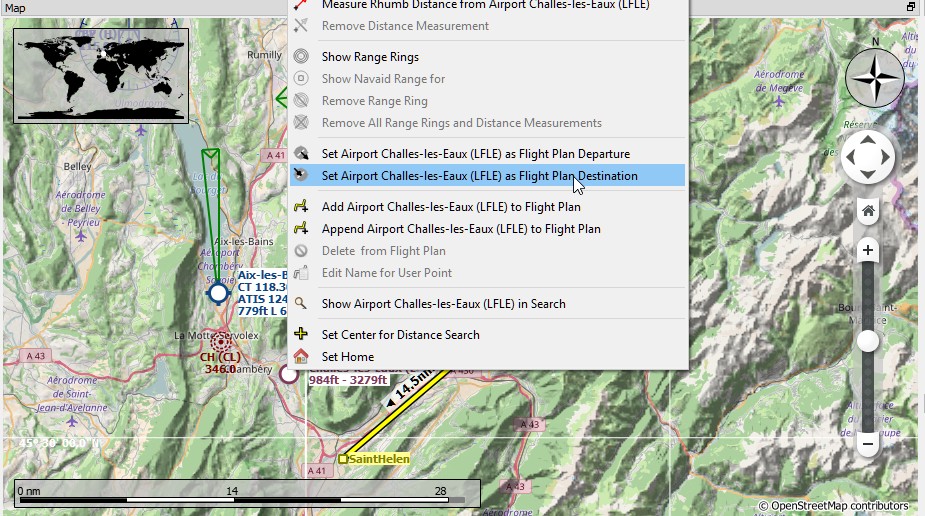 Map
Measure Rhumb Distance from Airport Challes-les-Eaux (LFLE)
Remove Distance Measurement
Show Range Rings
Show Navaid Range for
Remove Range Ring
Remove All Range Rings and Distance Measurements
Set Airport Challes-les-Eaux (LFLE) as Flight Plan Departure
Set Airport Challes-les-Eaux (LFLE) as Flight Plan Destination
Add Airport Challes-les-Eaux (LFLE) to Flight Plan
Append Airport Challes-les-Eaux (LFLE) to Flight Plan
Delete from Flight Plan
Edit Name for User Point
Show Airport Challes-les-Eaux (LFLE) in Search
Set Center for Distance Search
Set Home
Rumilly
A 41
Belley
Aérodrome
de Belley
- Peyrieu
Aix-les-Bains
Aix-les-B
CT 118.3
ATIS 124
779ft L 6
La Motte-Servolex
CH (CL)
346.0
984ft - 3279ft
A 43
Aérodrome
de Saint-
Jean-d'Avelanne
14.5nm
SaintHelen
45° 30' 00.0"N
A 41
A 43
A 43
Aérodrome
de Megève
Réserve
N
0 nm
14
28
© OpenStreetMap contributors